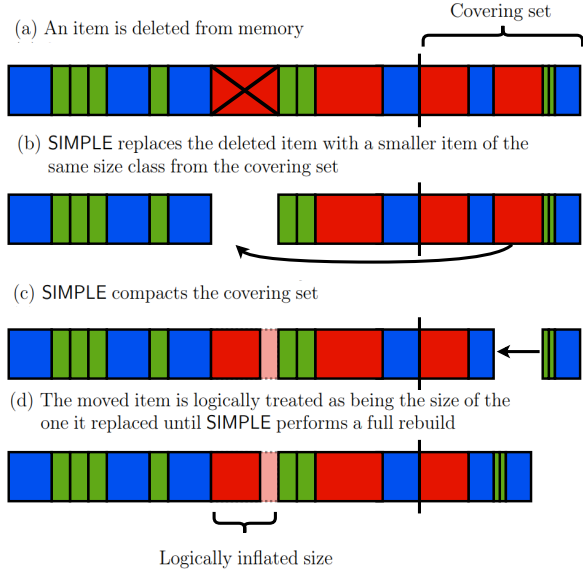 Covering set
(a) An item is deleted from memory
(b) SIMPLE replaces the deleted item with a smaller item of the
same size class from the covering set
(c) SIMPLE compacts the covering set
(d) The moved item is logically treated as being the size of the
one it replaced until SIMPLE performs a full rebuild
Logically inflated size